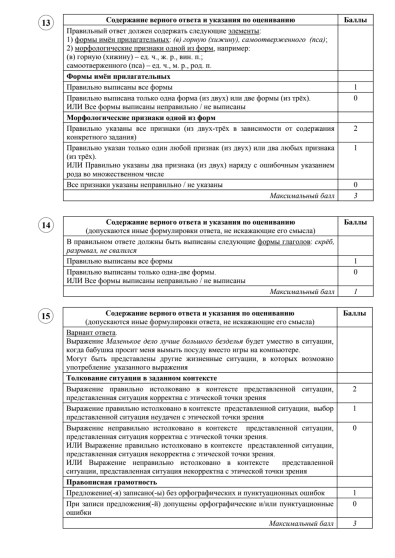 13
Содержание верного ответа и указания по оцениванию
Баллы
Правильный ответ должен содержать следующие элементы:
1) формы имён прилагательных: (в) горную (хижину), самоотверженного (пса);
2) морфологические признаки одной из форм, например:
(в) горную (хижину) – ед. ч., ж. р., вин. п.;
самоотверженного (пса) – ед. ч., м. р., род. п.
Формы имён прилагательных
Правильно выписаны все формы
1
Правильно выписана только одна форма (из двух) или две формы (из трёх).
0
ИЛИ Все формы выписаны неправильно / не выписаны
Морфологические признаки одной из форм
Правильно указаны все признаки (из двух-трёх в зависимости от содержания
2
конкретного задания)
Правильно указан только один любой признак (из двух) или два любых признака
1
(из трёх).
ИЛИ Правильно указаны два признака (из двух) наряду с ошибочным указанием
рода во множественном числе
Все признаки указаны неправильно / не указаны
0
Максимальный балл
3
14
Содержание верного ответа и указания по оцениванию
Баллы
(допускаются иные формулировки ответа, не искажающие его смысла)
В правильном ответе должны быть выписаны следующие формы глаголов: скрёб,
разрывал, не свалился
Правильно выписаны все формы
1
Правильно выписаны только одна-две формы.
0
ИЛИ Все формы выписаны неправильно / не выписаны
Максимальный балл
1
15
Содержание верного ответа и указания по оцениванию
Баллы
(допускаются иные формулировки ответа, не искажающие его смысла)
Вариант ответа.
Выражение Маленькое дело лучше большого безделья будет уместно в ситуации,
когда бабушка просит меня вымыть посуду вместо игры на компьютере.
Могут быть представлены другие жизненные ситуации, в которых возможно
употребление указанного выражения
Толкование ситуации в заданном контексте
Выражение правильно истолковано в контексте представленной ситуации,
2
представленная ситуация корректна с этической точки зрения
Выражение правильно истолковано в контексте представленной ситуации, выбор
1
представленной ситуации неудачен с этической точки зрения
Выражение неправильно истолковано в контексте представленной ситуации,
0
представленная ситуация корректна с этической точки зрения.
ИЛИ Выражение правильно истолковано в контексте представленной ситуации,
представленная ситуация некорректна с этической точки зрения.
ИЛИ Выражение неправильно истолковано в контексте представленной
ситуации, представленная ситуация некорректна с этической точки зрения
Правописная грамотность
Предложение(-я) записано(-ы) без орфографических и пунктуационных ошибок
1
При записи предложения(-й) допущены орфографические и/или пунктуационные
0
ошибки
Максимальный балл
3